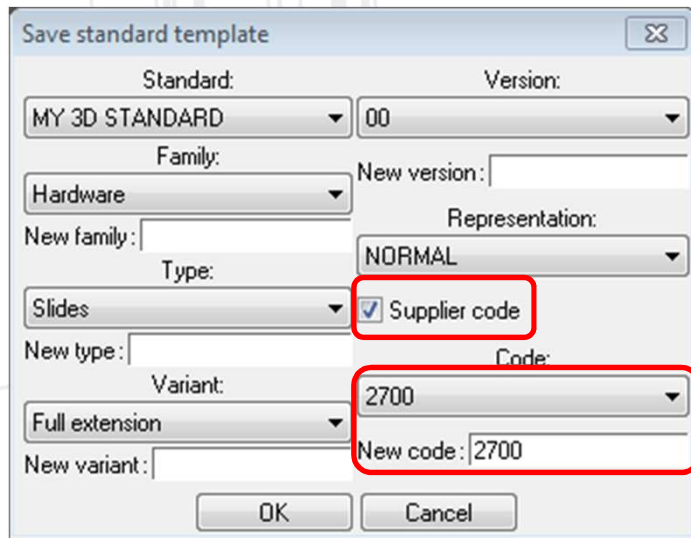 Save standard template
Standard:
MY 3D STANDARD
Family:
Hardware
New family:
Type:
Slides
New type:
Variant:
Full extension
New variant:
Version:
00
New version:
Representation:
NORMAL
Supplier code
Code:
2700
New code: 2700
OK
Cancel